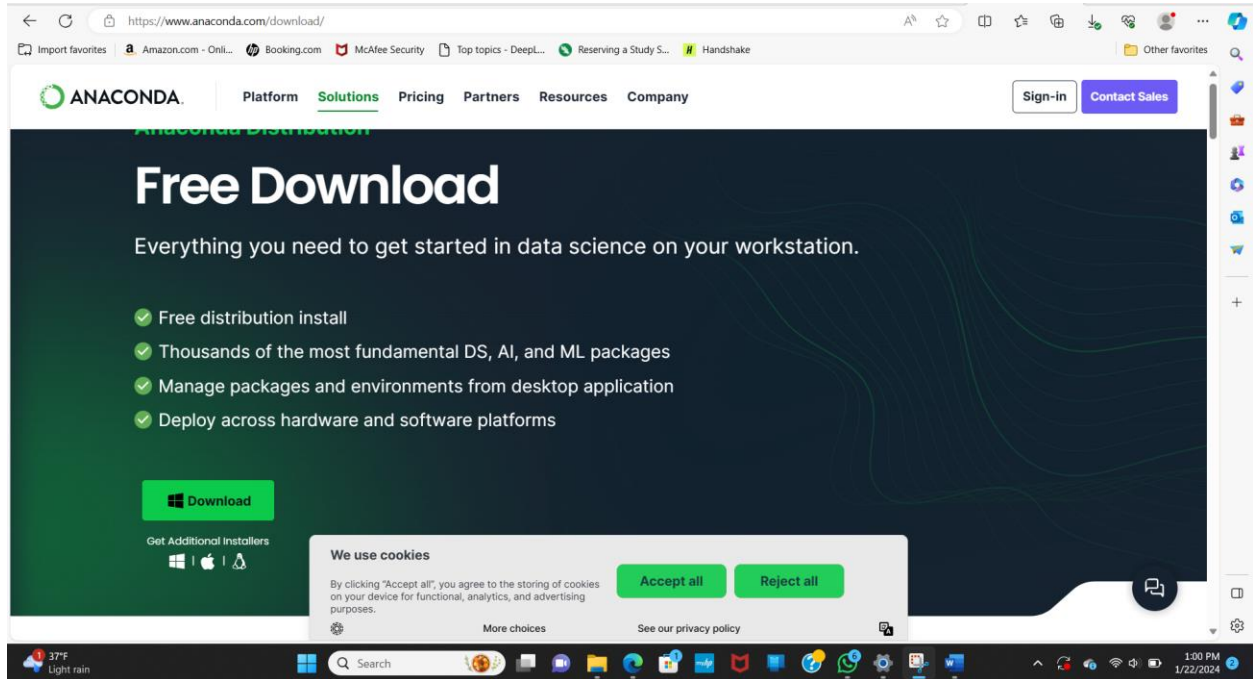 https://www.anaconda.com/download/
Import favorites
Amazon.com - Onli...
Booking.com
McAfee Security
Top topics - DeepL...
Reserving a Study S...
Handshake
Other favorites
ANACONDA.
Platform
Solutions
Pricing
Partners
Resources
Company
Sign-in
Contact Sales
Anaconda Distribution
Free Download
Everything you need to get started in data science on your workstation.
Free distribution install
Thousands of the most fundamental DS, AI, and ML packages
Manage packages and environments from desktop application
Deploy across hardware and software platforms
Download
Get Additional Installers
We use cookies
By clicking "Accept all", you agree to the storing of cookies
on your device for functional, analytics, and advertising
purposes.
Accept all
Reject all
More choices
See our privacy policy
1
37°F
Light rain
Search
1:00 PM
1/22/2024
2